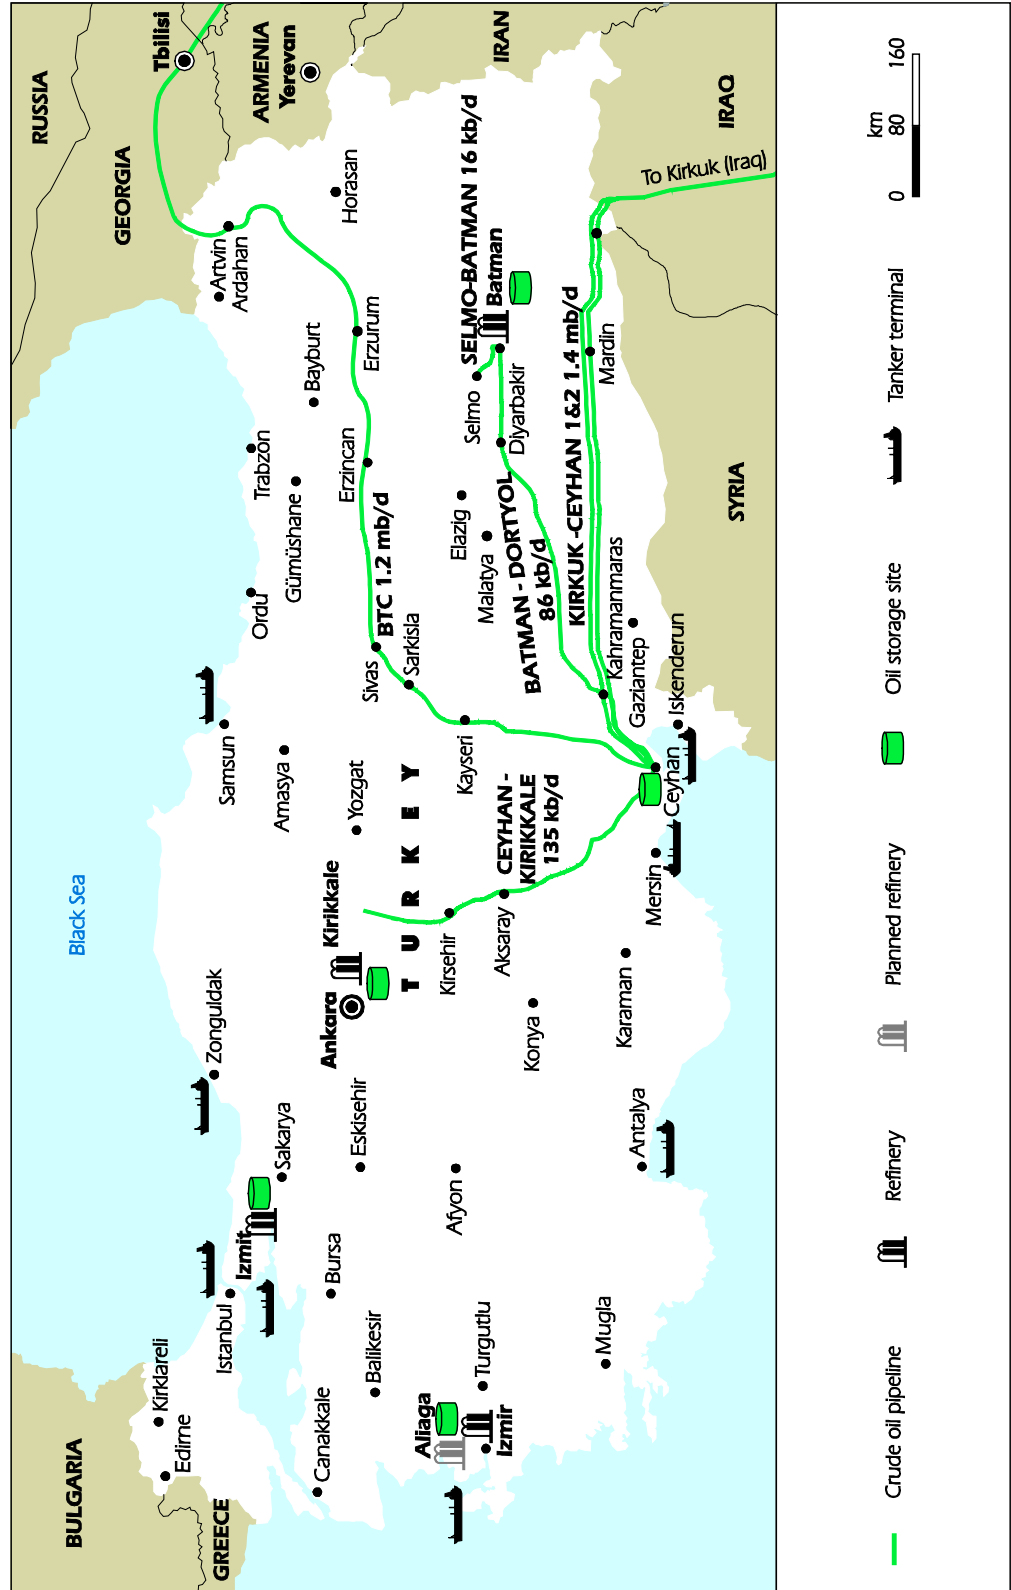 BULGARIA
Black Sea
GEORGIA
RUSSIA
Kirklareli
Edirne
Tbilisi
GREECE
Istanbul
Izmit
Zonguldak
Samsun
Ordu
Trabzon
Artvin
Ardahan
ARMENIA
Yerevan
Sakarya
Amasya
Gümüshane
Bayburt
Canakkale
Bursa
Ankara
Kirikkale
Yozgat
Horasan
Balikesir
Eskisehir
Sivas
BTC 1.2 mb/d
Erzincan
Erzurum
T U R K E Y
Sarkisla
Aliaga
Izmir
Turgutlu
Afyon
Kirsehir
Kayseri
Elazig
Malatya
Selmo
SELMO-BATMAN 16 kb/d
Batman
IRAN
Aksaray
CEYHAN -
KIRIKKALE
135 kb/d
BATMAN - DORTYOL
86 kb/d
Diyarbakir
Konya
KIRKUK -CEYHAN 1&2 1.4 mb/d
Mugla
Mardin
Antalya
Karaman
Mersin
Ceyhan
Kahramanmaras
Gaziantep
Iskenderun
To Kirkuk (Iraq)
SYRIA
IRAQ
km
0
80
160
Crude oil pipeline
Refinery
Planned refinery
Oil storage site
Tanker terminal